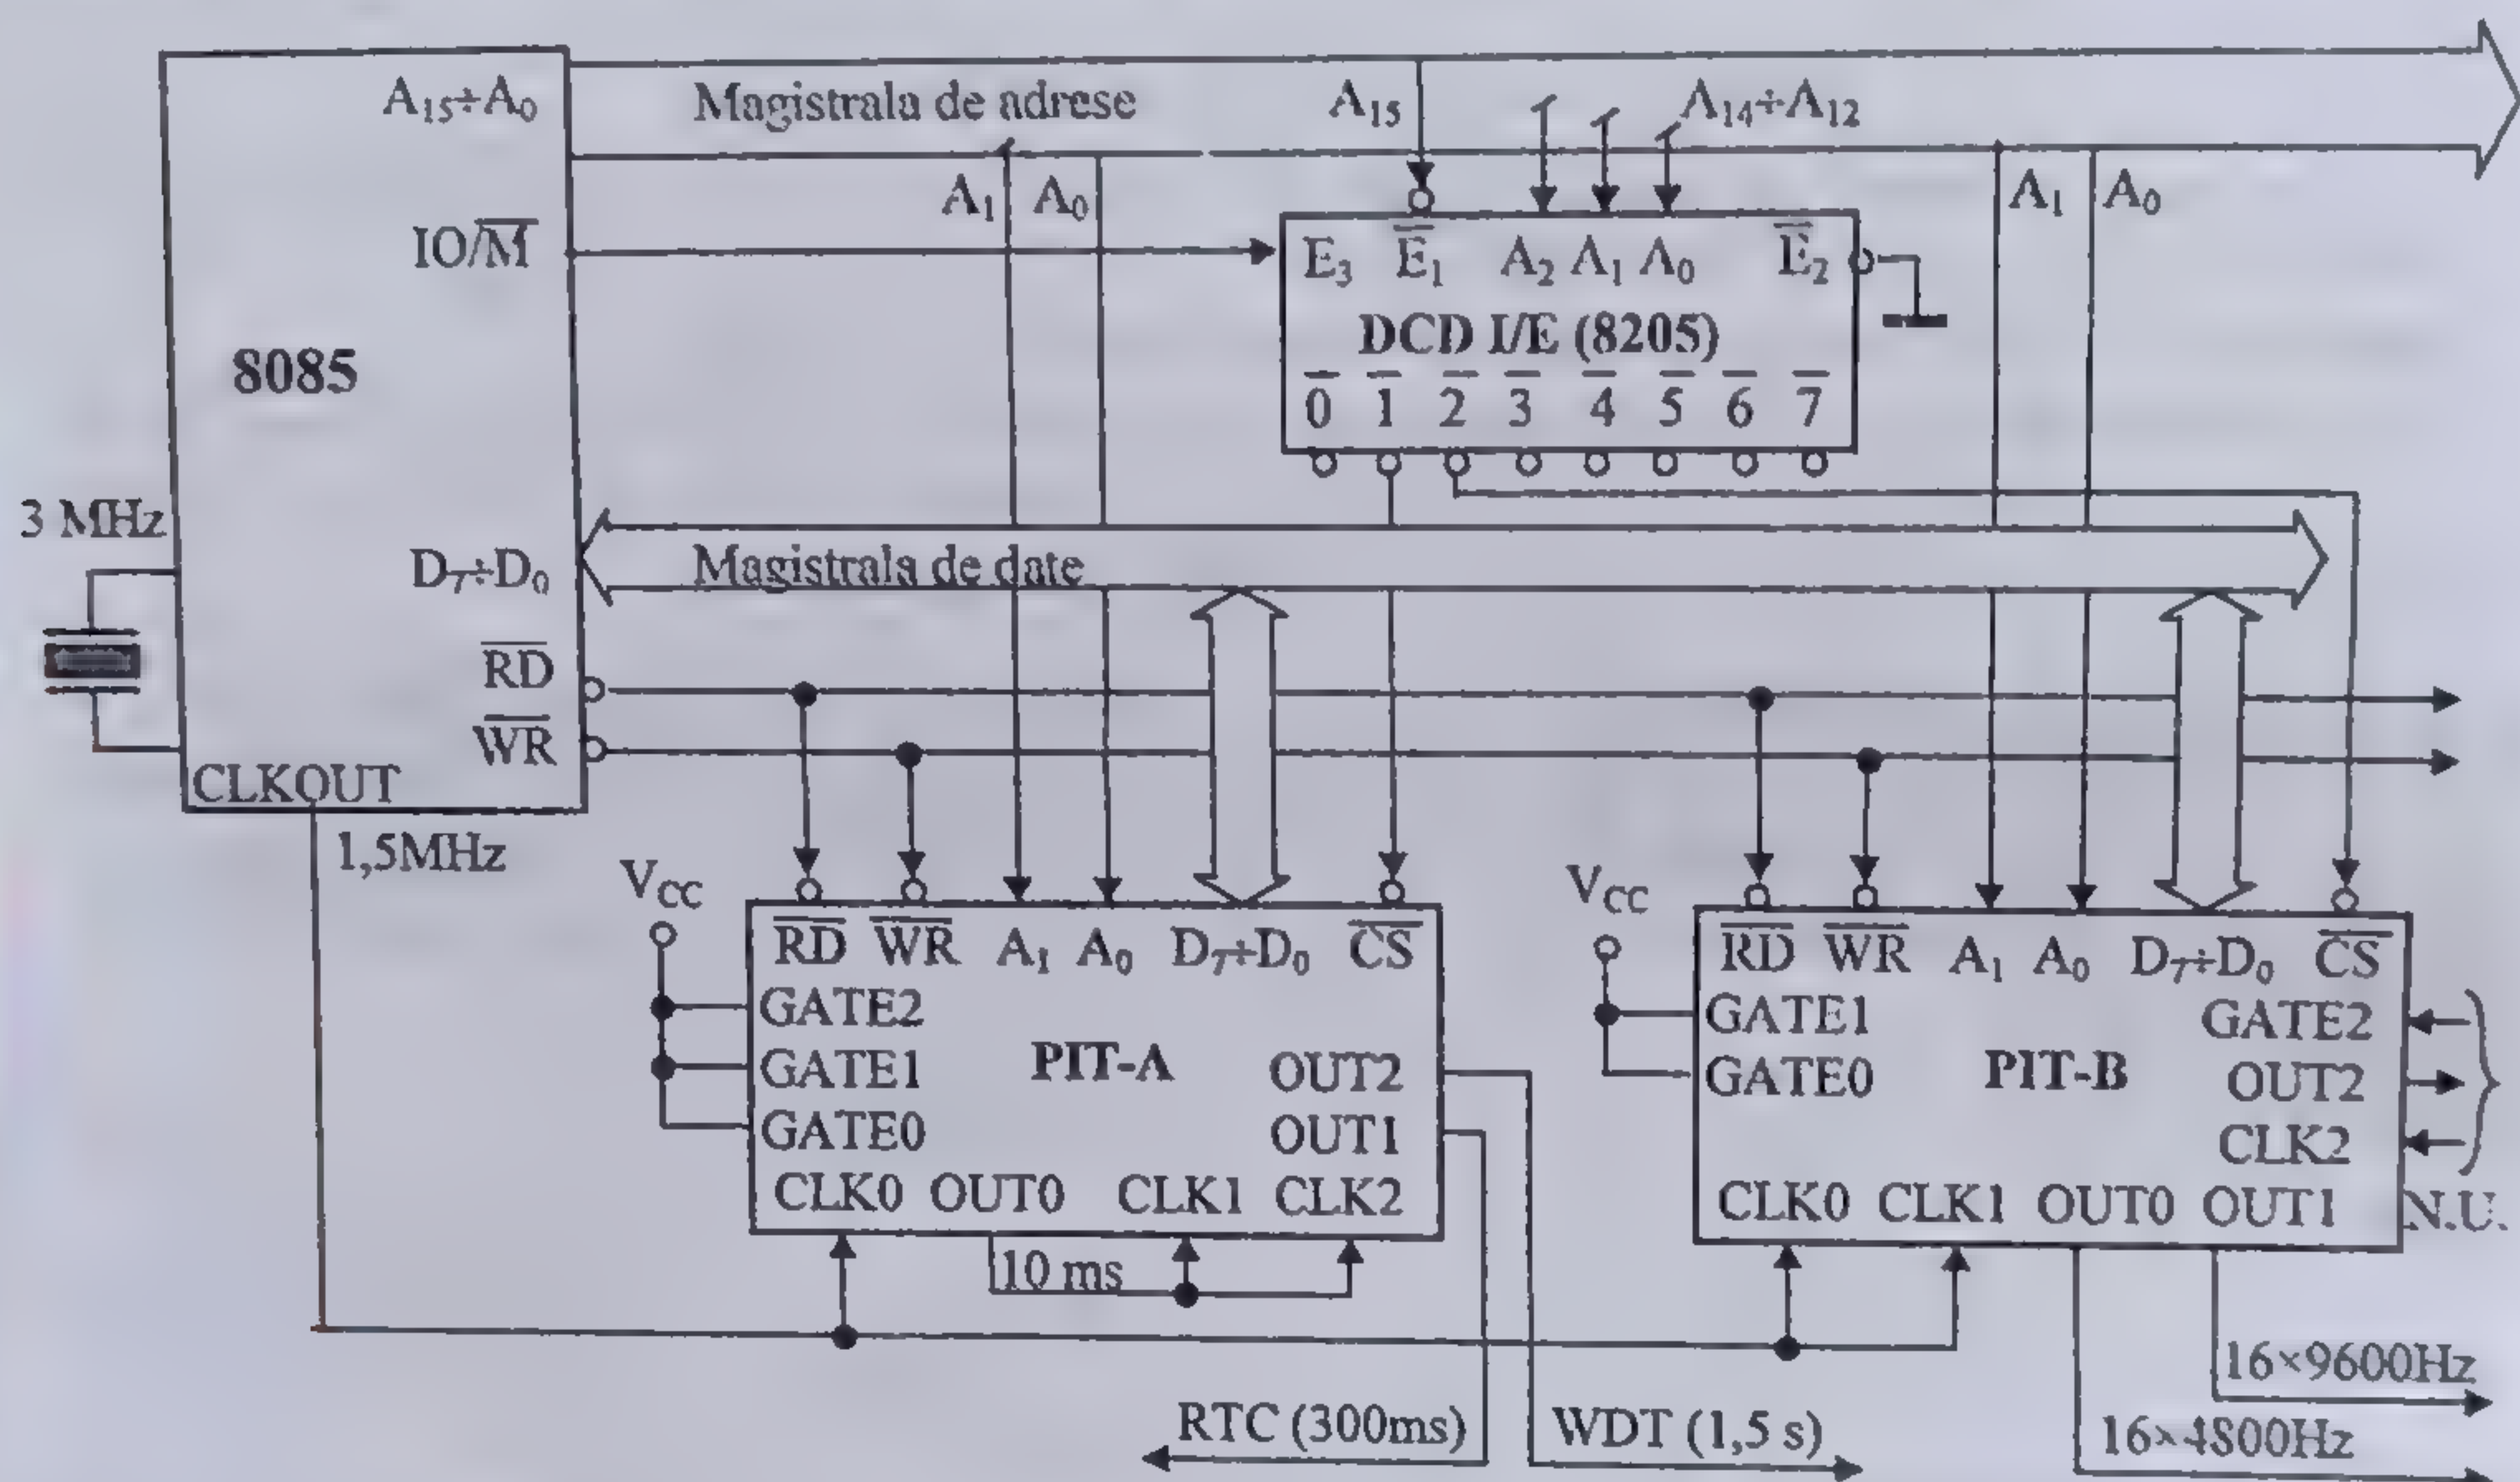 A15÷A0
Magistrala de adrese
A15
A14÷A12
A1 A0
A1 A0
IO/M̅
E3 E̅1 A2 A1 A0 E̅2
DCD I/E (8205)
0̅ 1̅ 2̅ 3̅ 4̅ 5̅ 6̅ 7̅
8085
3 MHz
D7÷D0
Magistrala de date
R̅D̅
W̅R̅
CLKOUT
1,5MHz
VCC
R̅D̅ W̅R̅ A1 A0 D7÷D0 C̅S̅
GATE2
GATE1
GATE0
PIT-A
OUT2
OUT1
CLK0 OUT0 CLK1 CLK2
10 ms
VCC
R̅D̅ W̅R̅ A1 A0 D7÷D0 C̅S̅
GATE1
GATE0
PIT-B
GATE2
OUT2
CLK2
CLK0 CLK1 OUT0 OUT1
N.U.
16×9600Hz
RTC (300ms)
WDT (1,5 s)
16×4800Hz